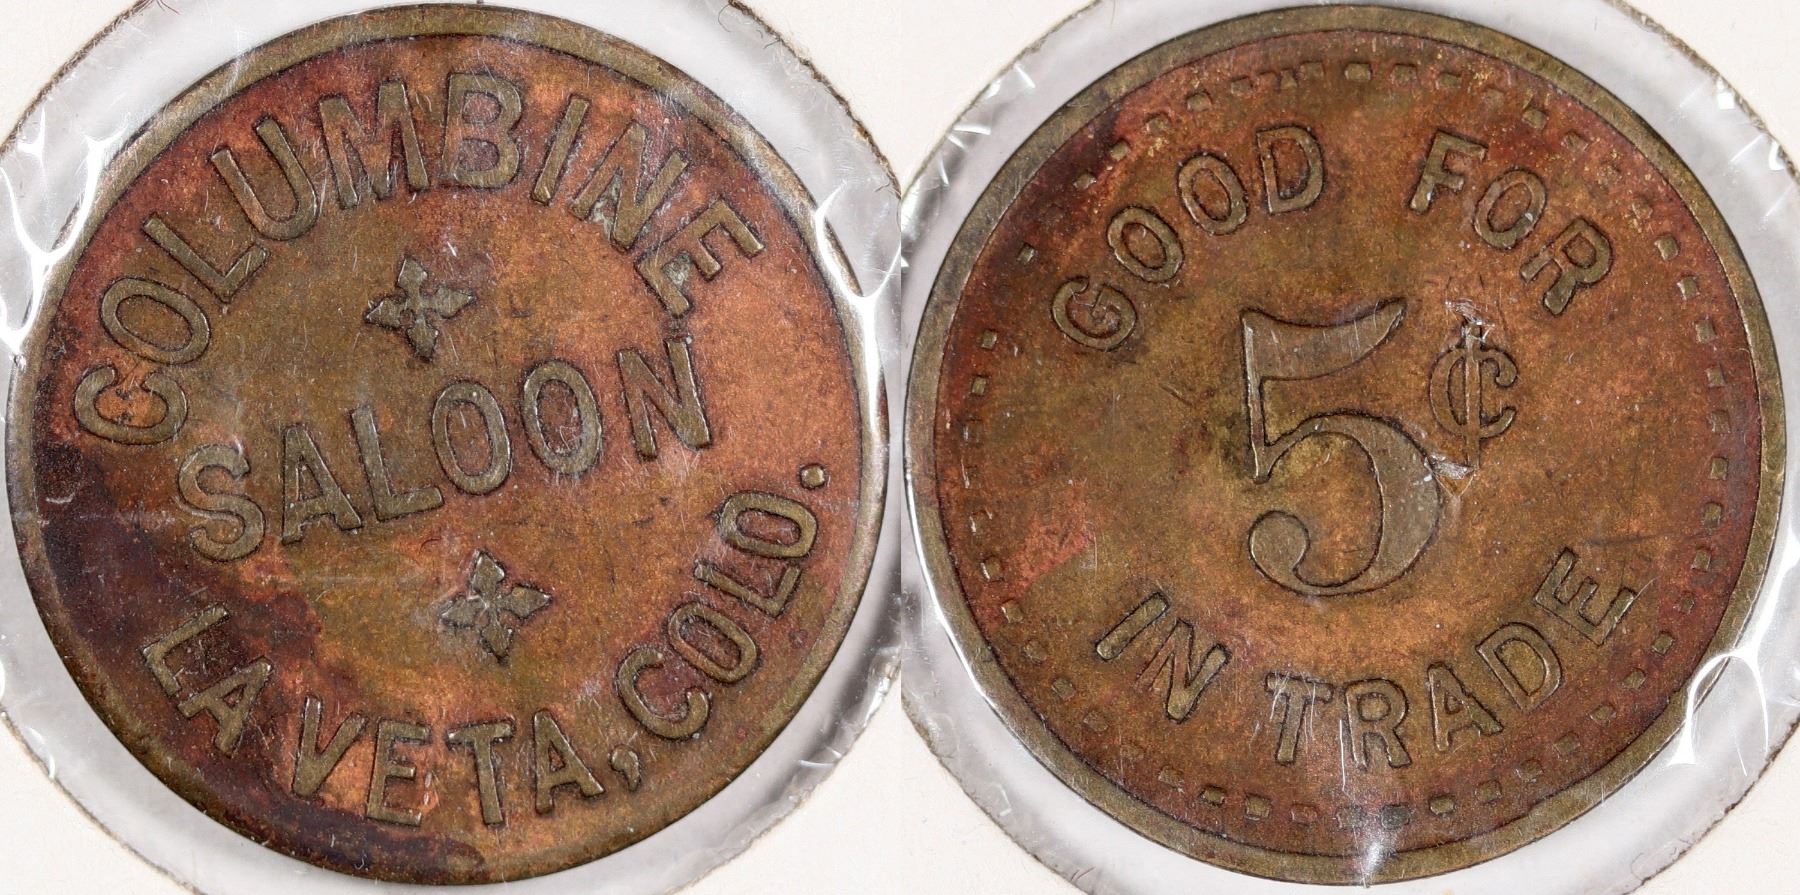 COLUMBINE
SALOON
LA VETA, COLO.
GOOD FOR
5¢
IN TRADE